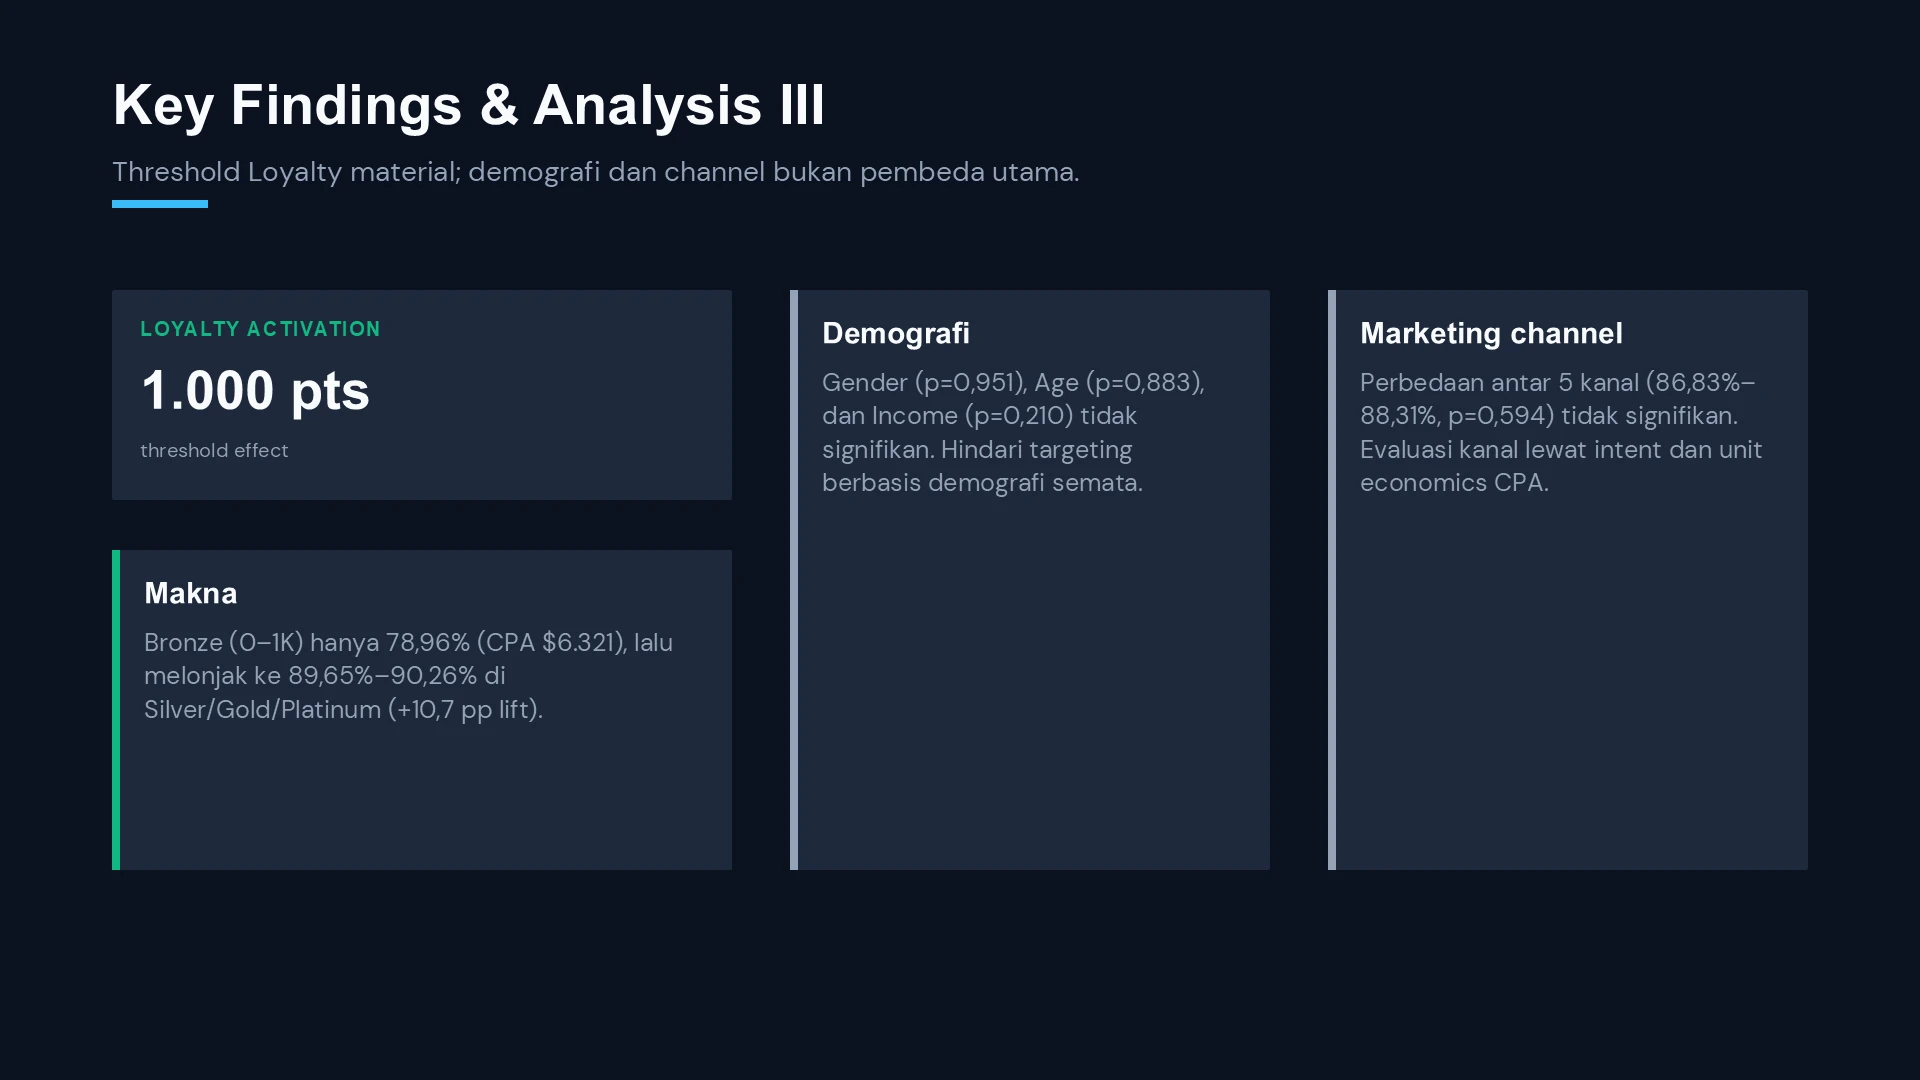 Key Findings & Analysis III
Threshold Loyalty material; demografi dan channel bukan pembeda utama.
LOYALTY ACTIVATION
1.000 pts
threshold effect
Makna
Bronze (0–1K) hanya 78,96% (CPA $6.321), lalu
melonjak ke 89,65%–90,26% di
Silver/Gold/Platinum (+10,7 pp lift).
Demografi
Gender (p=0,951), Age (p=0,883),
dan Income (p=0,210) tidak
signifikan. Hindari targeting
berbasis demografi semata.
Marketing channel
Perbedaan antar 5 kanal (86,83%–
88,31%, p=0,594) tidak signifikan.
Evaluasi kanal lewat intent dan unit
economics CPA.